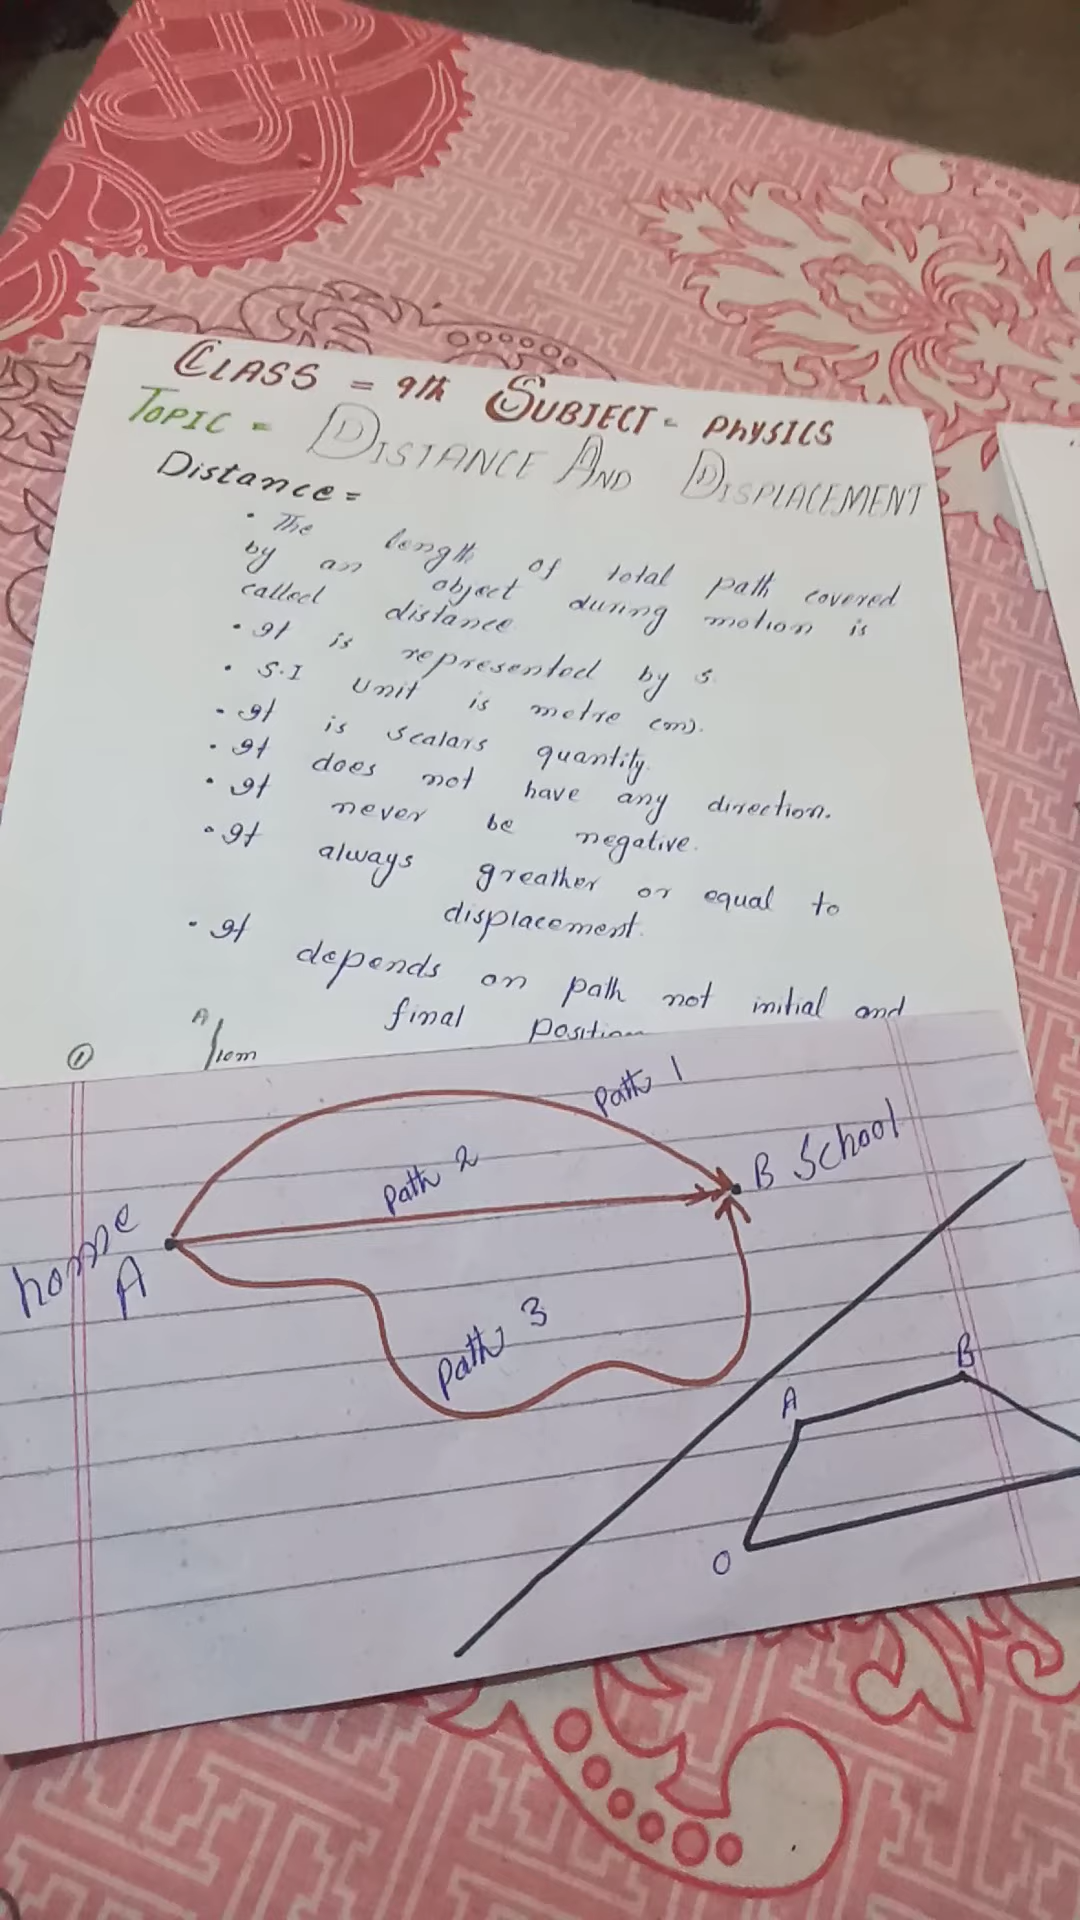 CLASS = 9th SUBJECT = PHYSICS
TOPIC = DISTANCE AND DISPLACEMENT
Distance =
• The length of total path covered
by an object during motion is
called distance
• It is represented by s.
• S.I Unit is metre (m).
• It is scalars quantity.
• It does not have any direction.
• It never be negative.
• It always greather or equal to
displacement.
• It depends on path not initial and
final position
① A 10m
Path 1
Path 2
B School
home
A
Path 3
A
B
O